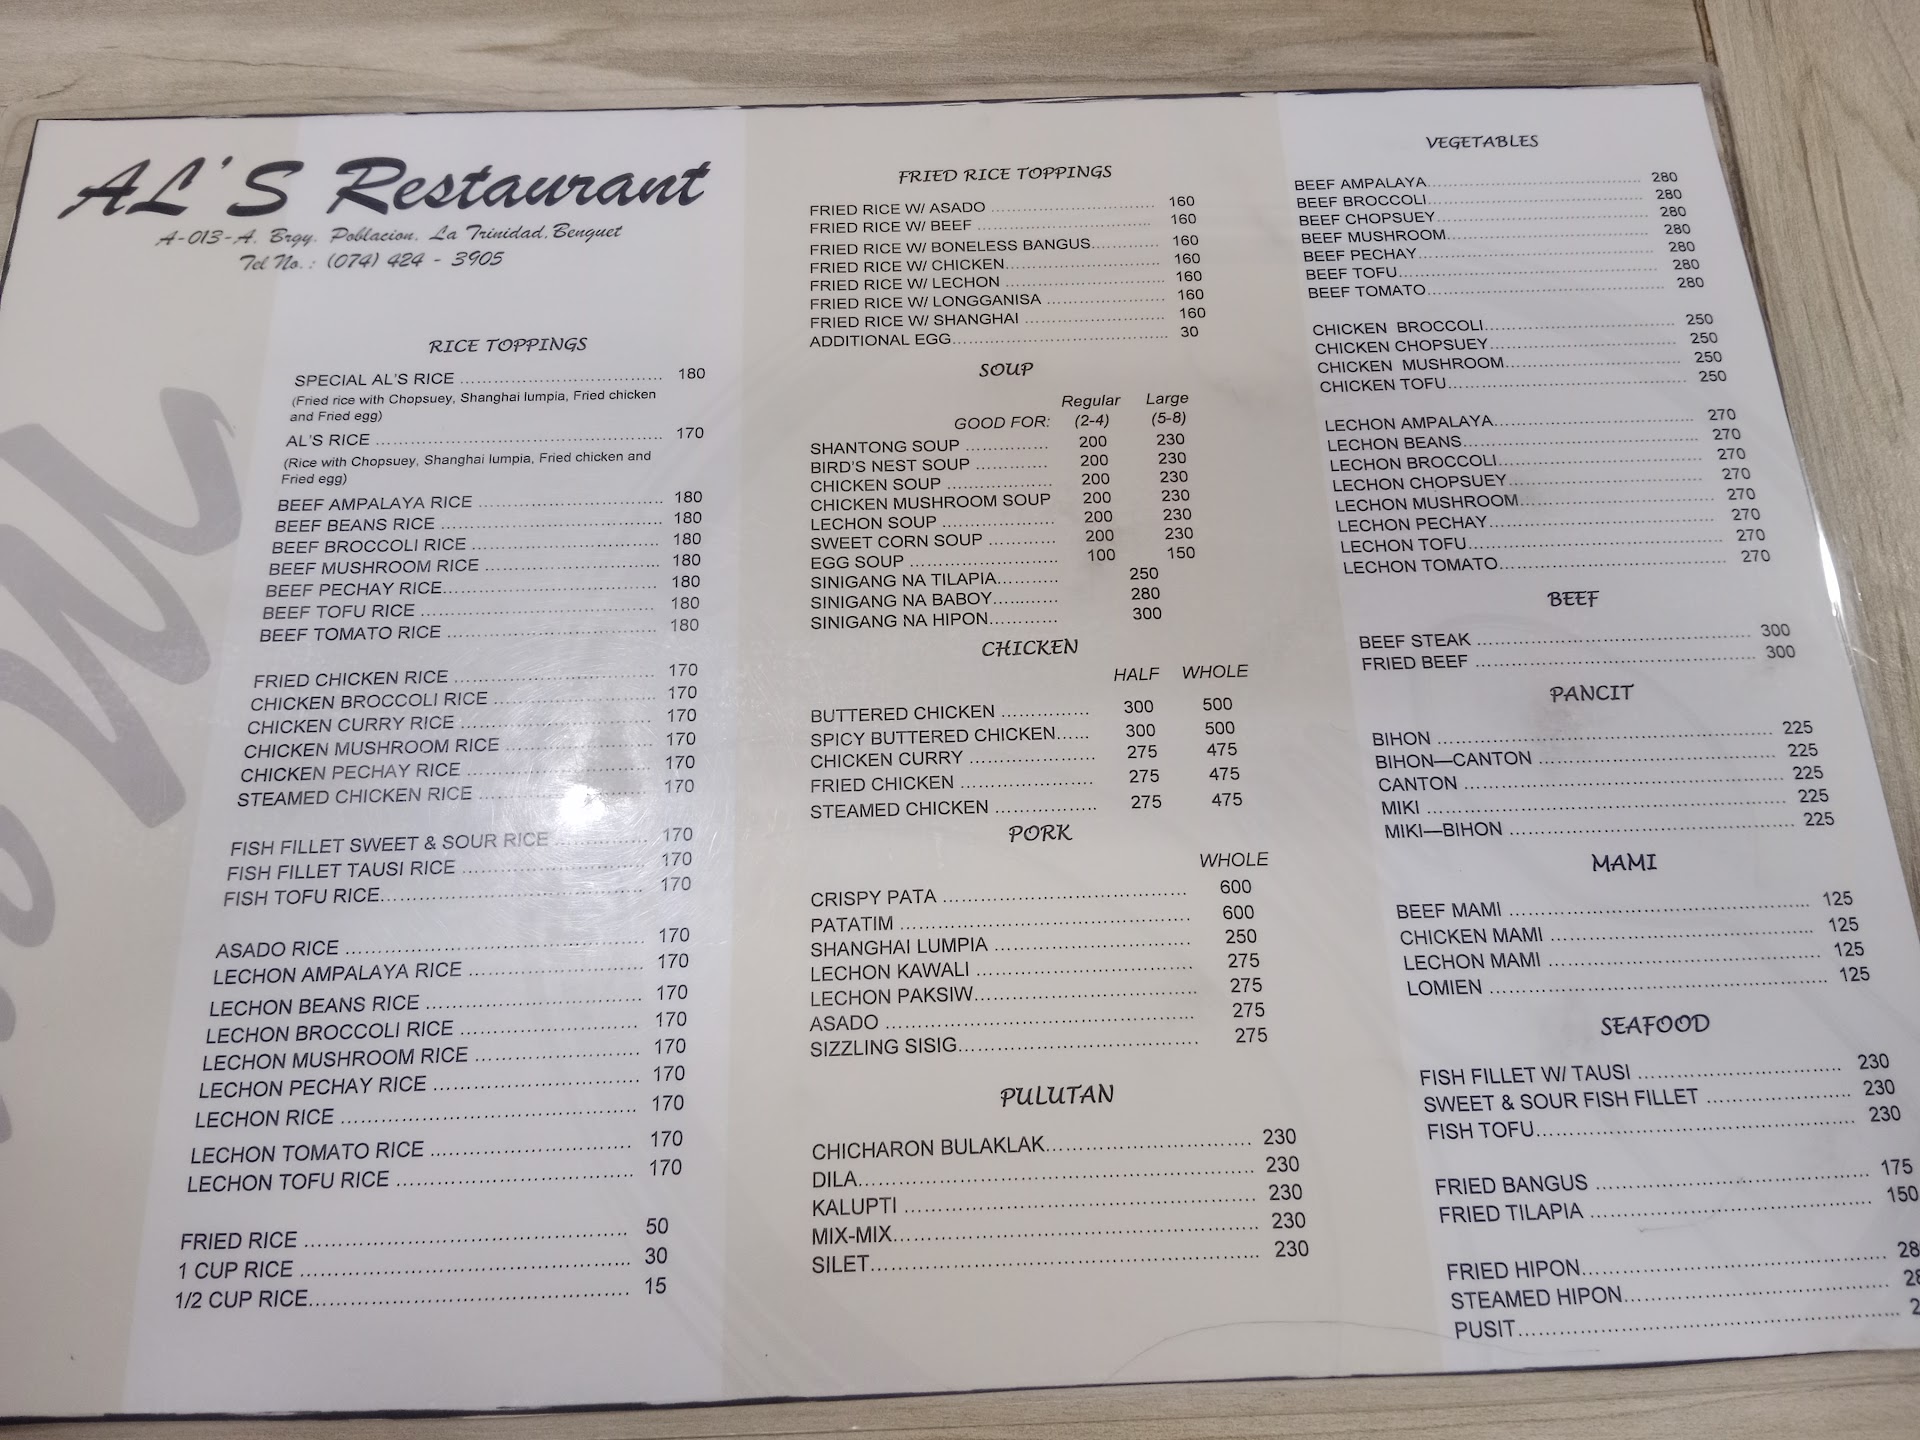 AL'S Restaurant
A-013-A. Brgy. Poblacion. La Trinidad, Benguet
Tel No.: (074) 424 - 3905
RICE TOPPINGS
SPECIAL AL'S RICE 180
(Fried rice with Chopsuey, Shanghai lumpia, Fried chicken
and Fried egg)
AL'S RICE 170
(Rice with Chopsuey, Shanghai lumpia, Fried chicken and
Fried egg)
BEEF AMPALAYA RICE 180
BEEF BEANS RICE 180
BEEF BROCCOLI RICE 180
BEEF MUSHROOM RICE 180
BEEF PECHAY RICE 180
BEEF TOFU RICE 180
BEEF TOMATO RICE 180
FRIED CHICKEN RICE 170
CHICKEN BROCCOLI RICE 170
CHICKEN CURRY RICE 170
CHICKEN MUSHROOM RICE 170
CHICKEN PECHAY RICE 170
STEAMED CHICKEN RICE 170
FISH FILLET SWEET & SOUR RICE 170
FISH FILLET TAUSI RICE 170
FISH TOFU RICE 170
ASADO RICE 170
LECHON AMPALAYA RICE 170
LECHON BEANS RICE 170
LECHON BROCCOLI RICE 170
LECHON MUSHROOM RICE 170
LECHON PECHAY RICE 170
LECHON RICE 170
LECHON TOMATO RICE 170
LECHON TOFU RICE 170
FRIED RICE 50
1 CUP RICE 30
1/2 CUP RICE 15
FRIED RICE TOPPINGS
FRIED RICE W/ ASADO 160
FRIED RICE W/ BEEF 160
FRIED RICE W/ BONELESS BANGUS 160
FRIED RICE W/ CHICKEN 160
FRIED RICE W/ LECHON 160
FRIED RICE W/ LONGGANISA 160
FRIED RICE W/ SHANGHAI 160
ADDITIONAL EGG 30
SOUP
Regular Large
GOOD FOR: (2-4) (5-8)
SHANTONG SOUP 200 230
BIRD'S NEST SOUP 200 230
CHICKEN SOUP 200 230
CHICKEN MUSHROOM SOUP 200 230
LECHON SOUP 200 230
SWEET CORN SOUP 200 230
EGG SOUP 100 150
SINIGANG NA TILAPIA 250
SINIGANG NA BABOY 280
SINIGANG NA HIPON 300
CHICKEN
HALF WHOLE
BUTTERED CHICKEN 300 500
SPICY BUTTERED CHICKEN 300 500
CHICKEN CURRY 275 475
FRIED CHICKEN 275 475
STEAMED CHICKEN 275 475
PORK
WHOLE
CRISPY PATA 600
PATATIM 600
SHANGHAI LUMPIA 250
LECHON KAWALI 275
LECHON PAKSIW 275
ASADO 275
SIZZLING SISIG 275
PULUTAN
CHICHARON BULAKLAK 230
DILA 230
KALUPTI 230
MIX-MIX 230
SILET 230
VEGETABLES
BEEF AMPALAYA 280
BEEF BROCCOLI 280
BEEF CHOPSUEY 280
BEEF MUSHROOM 280
BEEF PECHAY 280
BEEF TOFU 280
BEEF TOMATO 280
CHICKEN BROCCOLI 250
CHICKEN CHOPSUEY 250
CHICKEN MUSHROOM 250
CHICKEN TOFU 250
LECHON AMPALAYA 270
LECHON BEANS 270
LECHON BROCCOLI 270
LECHON CHOPSUEY 270
LECHON MUSHROOM 270
LECHON PECHAY 270
LECHON TOFU 270
LECHON TOMATO 270
BEEF
BEEF STEAK 300
FRIED BEEF 300
PANCIT
BIHON 225
BIHON—CANTON 225
CANTON 225
MIKI 225
MIKI—BIHON 225
MAMI
BEEF MAMI 125
CHICKEN MAMI 125
LECHON MAMI 125
LOMIEN 125
SEAFOOD
FISH FILLET W/ TAUSI 230
SWEET & SOUR FISH FILLET 230
FISH TOFU 230
FRIED BANGUS 175
FRIED TILAPIA 150
FRIED HIPON
STEAMED HIPON
PUSIT